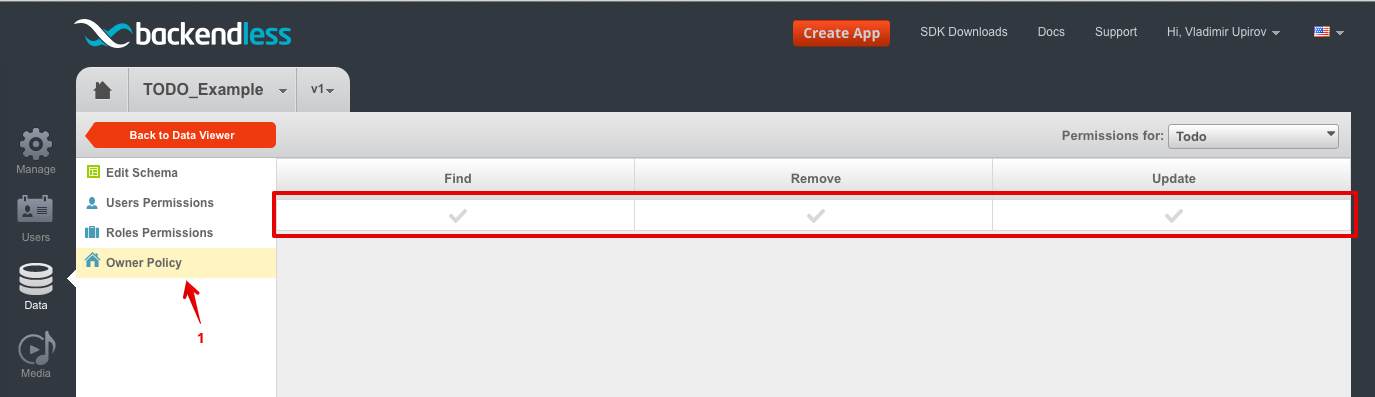 backendless
Create App
SDK Downloads
Docs
Support
Hi, Vladimir Upirov
TODO_Example
v1
Back to Data Viewer
Permissions for: Todo
Manage
Users
Data
Media
Edit Schema
Users Permissions
Roles Permissions
Owner Policy
1
Find
Remove
Update